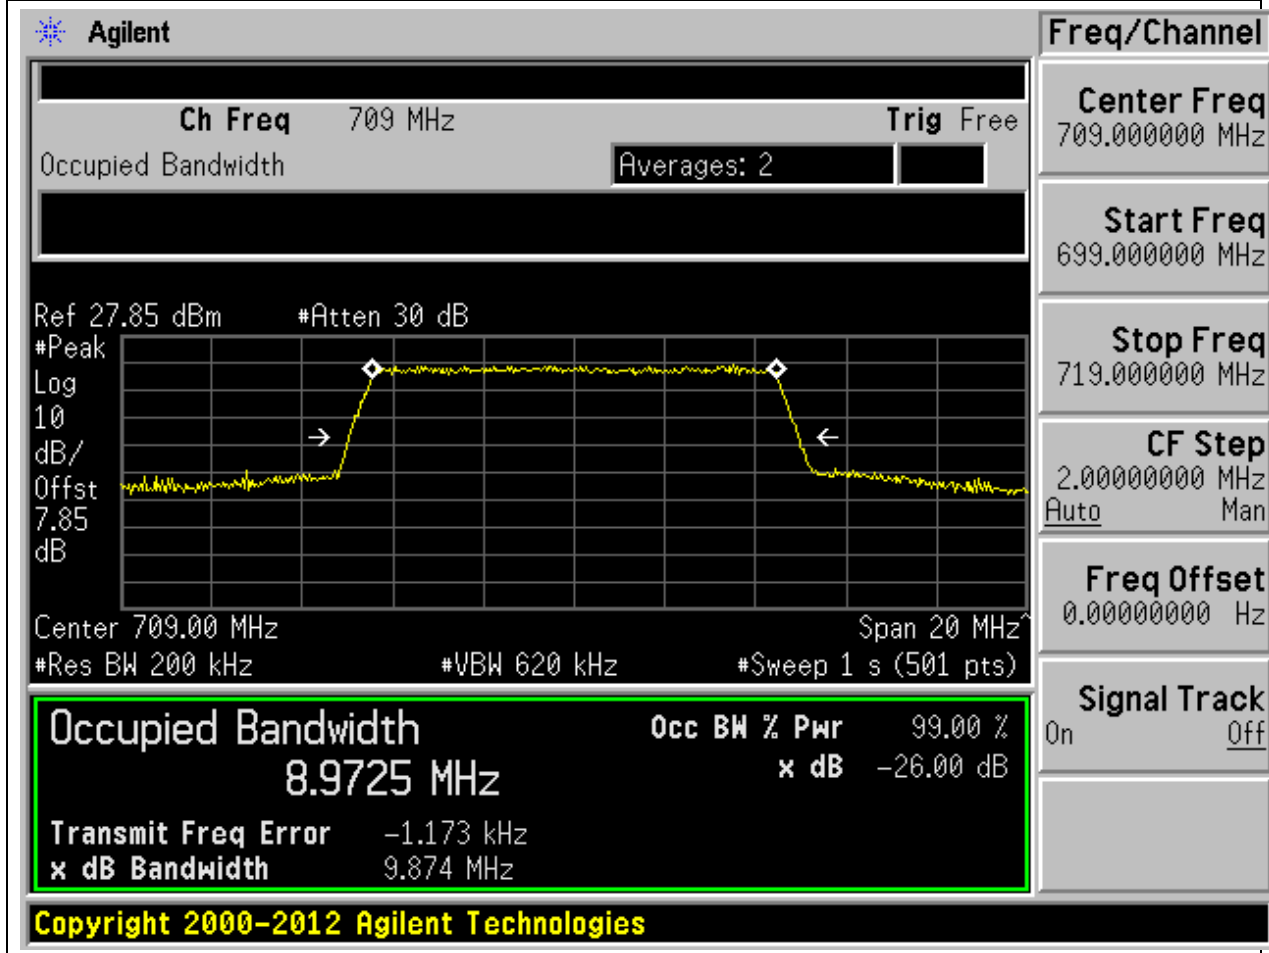 Agilent
Freq/Channel
Ch Freq 709 MHz Trig Free
Occupied Bandwidth Averages: 2
Ref 27.85 dBm #Atten 30 dB
#Peak
Log
10
dB/
Offst
7.85
dB
Center 709.00 MHz Span 20 MHz^
#Res BW 200 kHz #VBW 620 kHz #Sweep 1 s (501 pts)
Occupied Bandwidth
8.9725 MHz
Occ BW % Pwr 99.00 %
x dB -26.00 dB
Transmit Freq Error -1.173 kHz
x dB Bandwidth 9.874 MHz
Copyright 2000-2012 Agilent Technologies
Center Freq
709.000000 MHz
Start Freq
699.000000 MHz
Stop Freq
719.000000 MHz
CF Step
2.00000000 MHz
Auto Man
Freq Offset
0.00000000 Hz
Signal Track
On Off